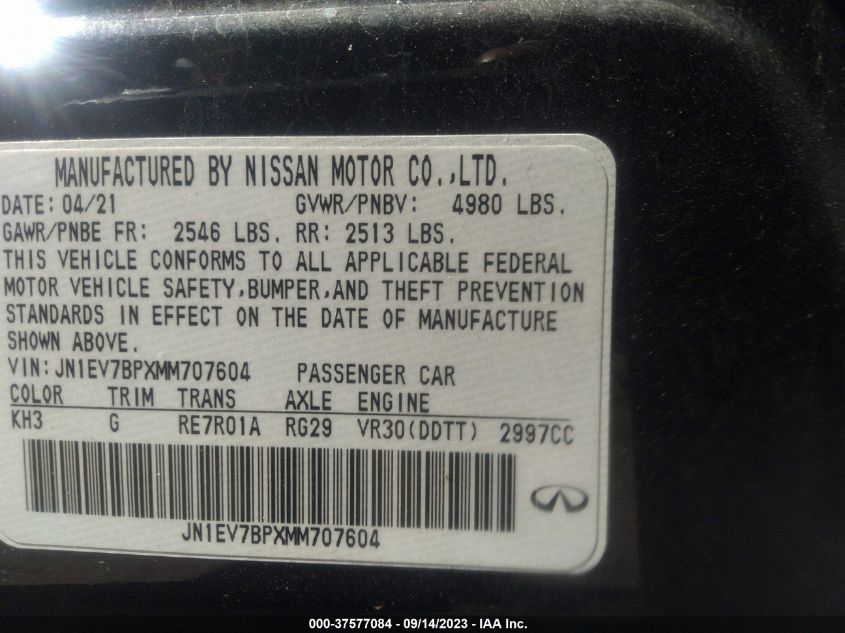 MANUFACTURED BY NISSAN MOTOR CO.,LTD.
DATE: 04/21 GVWR/PNBV: 4980 LBS.
GAWR/PNBE FR: 2546 LBS. RR: 2513 LBS.
THIS VEHICLE CONFORMS TO ALL APPLICABLE FEDERAL
MOTOR VEHICLE SAFETY,BUMPER,AND THEFT PREVENTION
STANDARDS IN EFFECT ON THE DATE OF MANUFACTURE
SHOWN ABOVE.
VIN: JN1EV7BPXMM707604 PASSENGER CAR
COLOR TRIM TRANS AXLE ENGINE
KH3 G RE7R01A RG29 VR30(DDTT) 2997CC
JN1EV7BPXMM707604
000-37577084 - 09/14/2023 - IAA Inc.